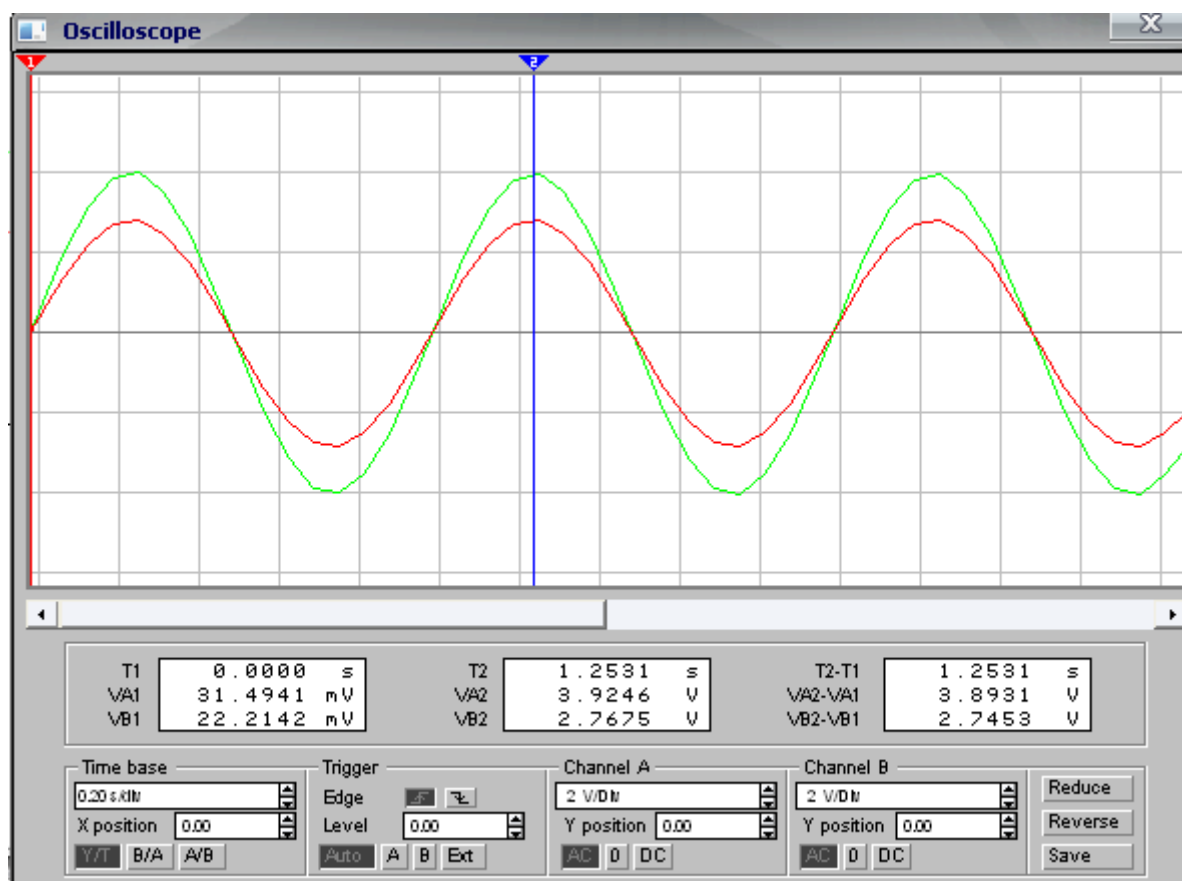 Oscilloscope
1 2
T1 0.0000 s T2 1.2531 s T2-T1 1.2531 s
VA1 31.4941 mV VA2 3.9246 V VA2-VA1 3.8931 V
VB1 22.2142 mV VB2 2.7675 V VB2-VB1 2.7453 V
Time base Trigger Channel A Channel B
0.20 s/div Edge 2 V/Div 2 V/Div Reduce
X position 0.00 Level 0.00 Y position 0.00 Y position 0.00 Reverse
Y/T B/A A/B Auto A B Ext AC 0 DC AC 0 DC Save